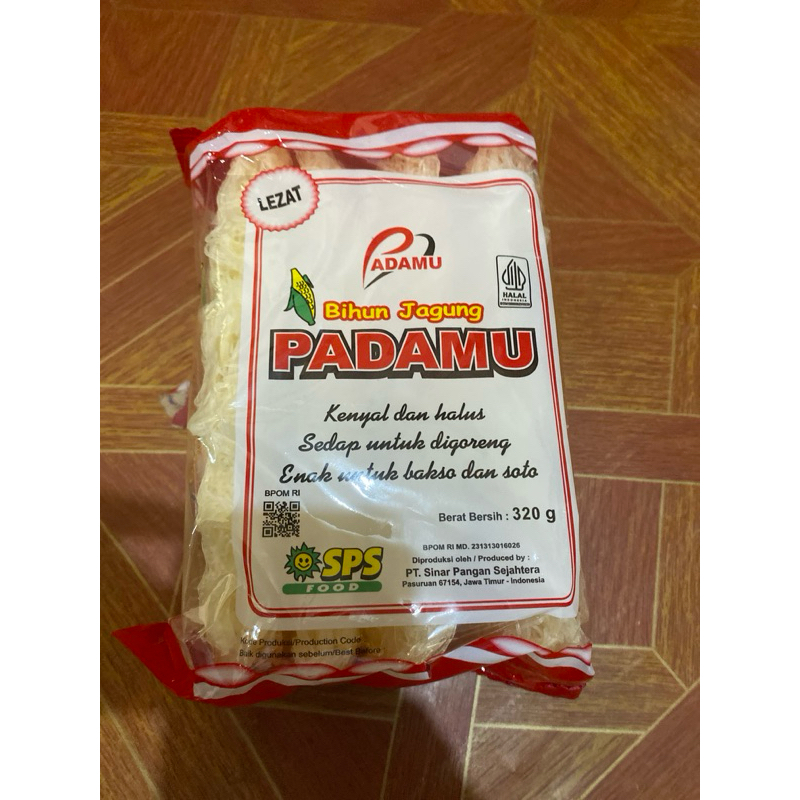 LEZAT
PADAMU
HALAL
INDONESIA
Bihun Jagung
PADAMU
Kenyal dan halus
Sedap untuk digoreng
Enak untuk bakso dan soto
BPOM RI
Berat Bersih : 320 g
BPOM RI MD. 231313016026
Diproduksi oleh / Produced by :
PT. Sinar Pangan Sejahtera
Pasuruan 67154, Jawa Timur - Indonesia
SPS
FOOD
Kode Produksi/Production Code
Baik digunakan sebelum/Best Before